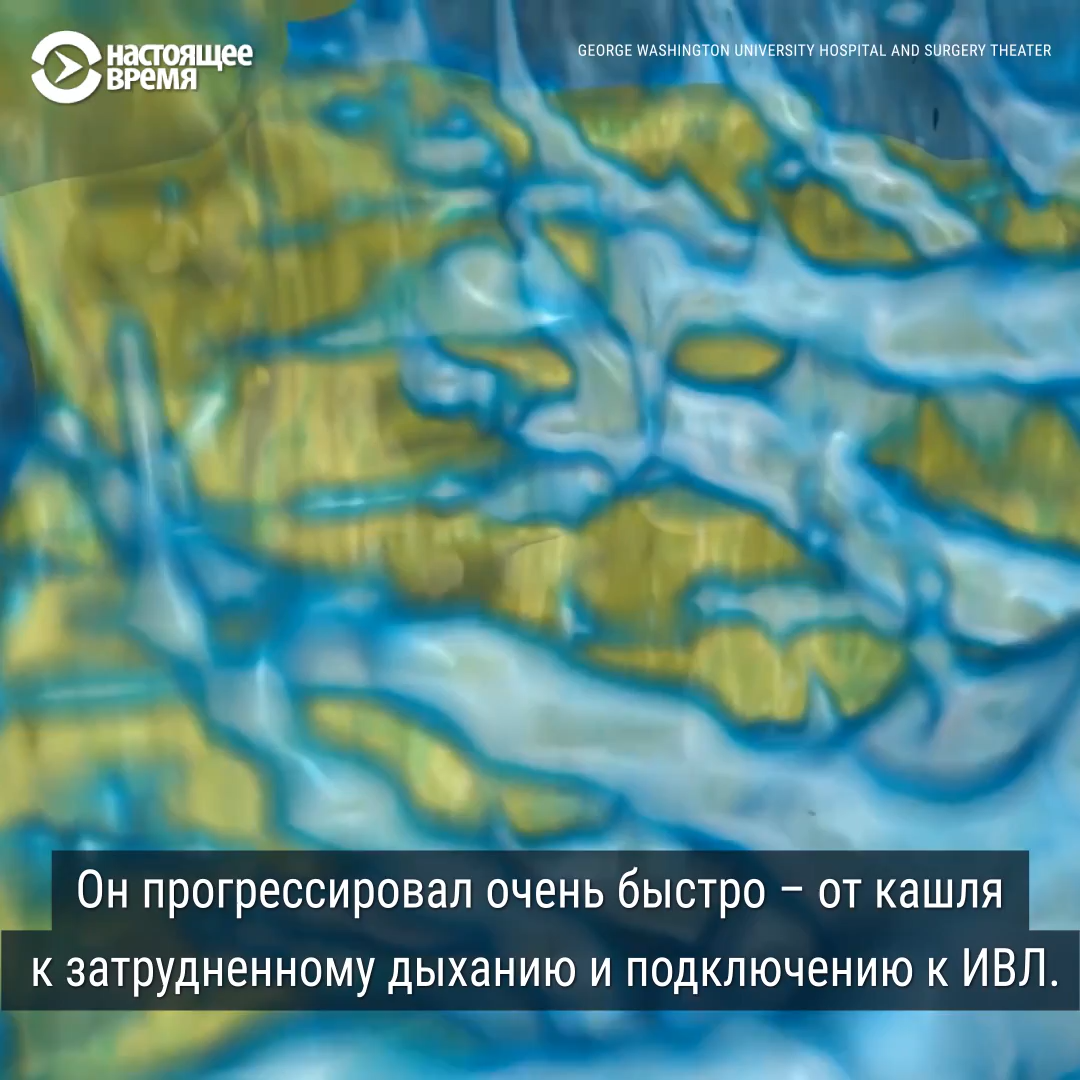 НАСТОЯЩЕЕ
ВРЕМЯ
GEORGE WASHINGTON UNIVERSITY HOSPITAL AND SURGERY THEATER
Он прогрессировал очень быстро – от кашля
к затрудненному дыханию и подключению к ИВЛ.